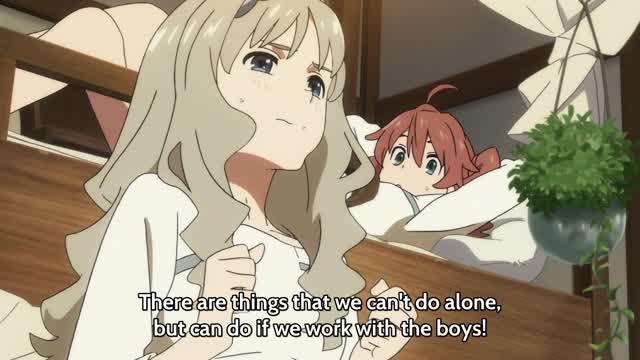 There are things that we can't do alone,
but can do if we work with the boys!